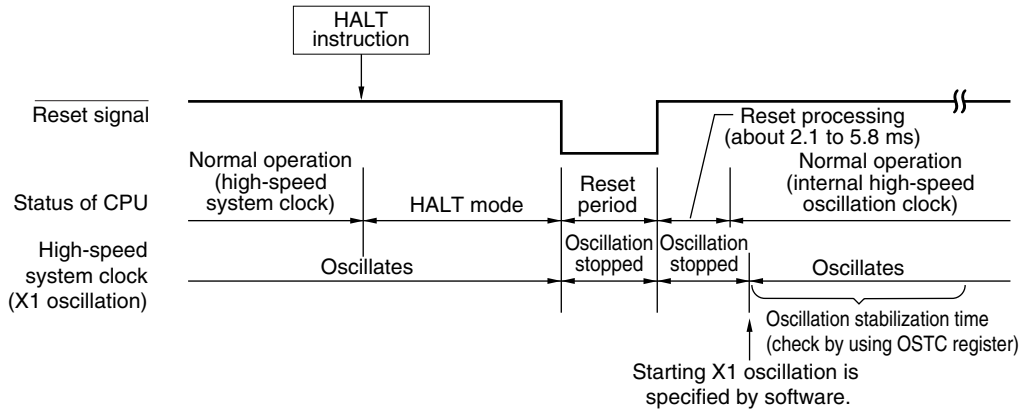 HALT
instruction
Reset signal
Reset processing
(about 2.1 to 5.8 ms)
Normal operation
(high-speed
system clock)
Reset
period
Normal operation
(internal high-speed
oscillation clock)
Status of CPU
HALT mode
High-speed
system clock
(X1 oscillation)
Oscillates
Oscillation
stopped
Oscillation
stopped
Oscillates
Oscillation stabilization time
(check by using OSTC register)
Starting X1 oscillation is
specified by software.